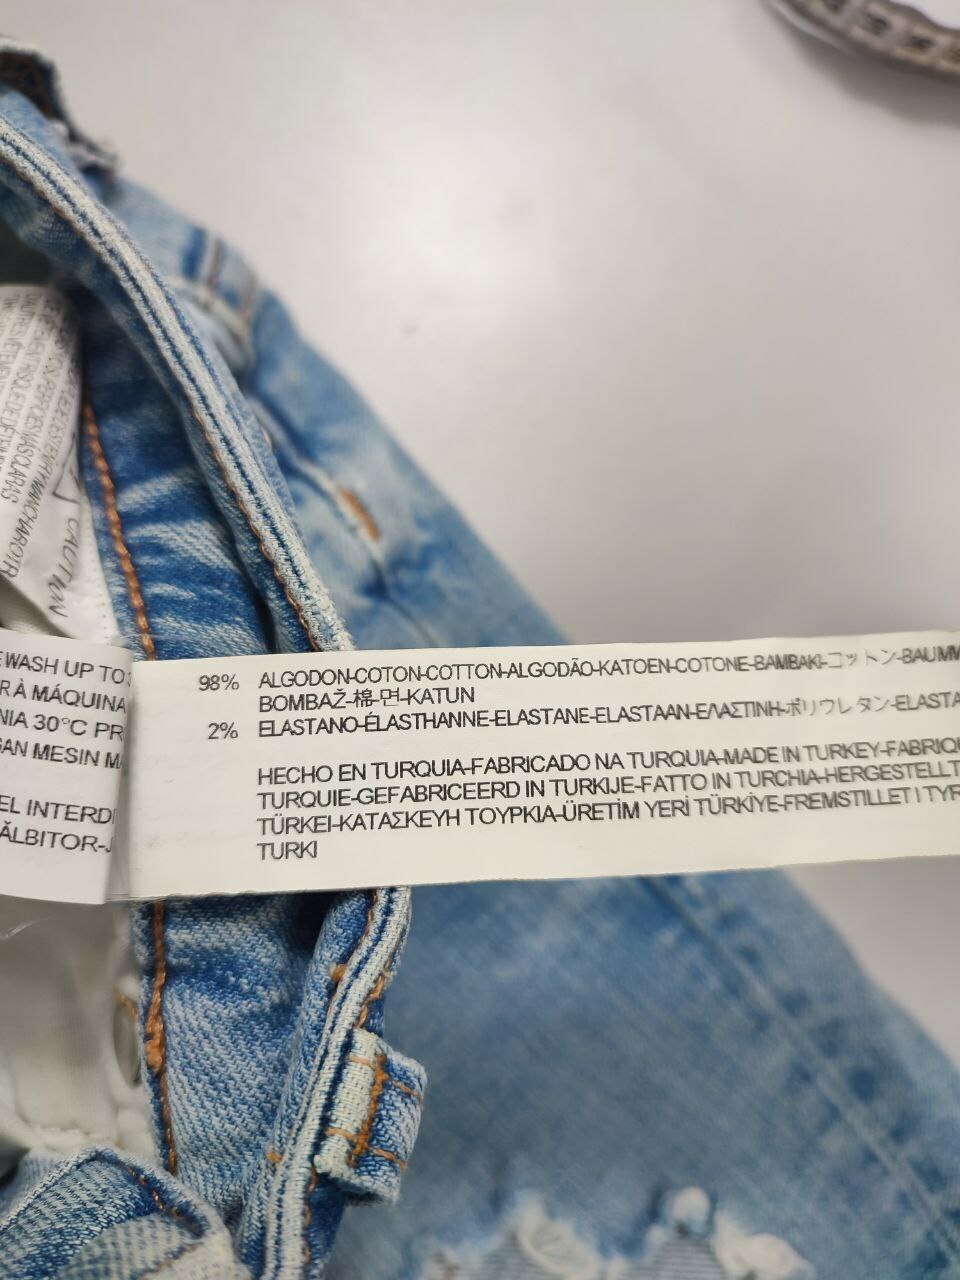 CAUTION
WASH UP TO
R À MÁQUINA
NIA 30°C PR
AN MESIN M
EL INTERDI
ĂLBITOR-J
98% ALGODON-COTON-COTTON-ALGODÃO-KATOEN-COTONE-BAMBAKI-コットン-BAUMW
BOMBAŽ-棉-면-KATUN
2% ELASTANO-ÉLASTHANNE-ELASTANE-ELASTAAN-ΕΛΑΣΤΙΝΗ-ポリウレタン-ELASTA
HECHO EN TURQUIA-FABRICADO NA TURQUIA-MADE IN TURKEY-FABRIQU
TURQUIE-GEFABRICEERD IN TURKIJE-FATTO IN TURCHIA-HERGESTELLT
TÜRKEI-ΚΑΤΑΣΚΕΥΗ ΤΟΥΡΚΙΑ-ÜRETİM YERİ TÜRKİYE-FREMSTILLET I TYR
TURKI